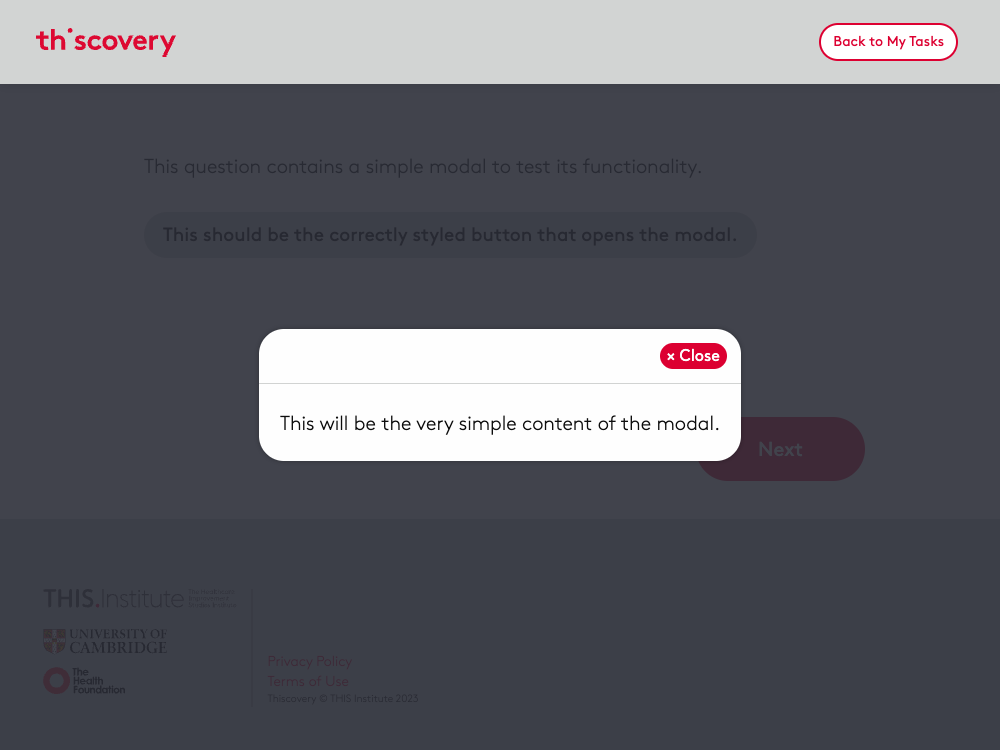 thiscovery
Back to My Tasks
This question contains a simple modal to test its functionality.
This should be the correctly styled button that opens the modal.
× Close
This will be the very simple content of the modal.
Next
THIS.Institute
UNIVERSITY OF
CAMBRIDGE
The
Health
Foundation
Privacy Policy
Terms of Use
Thiscovery © THIS Institute 2023